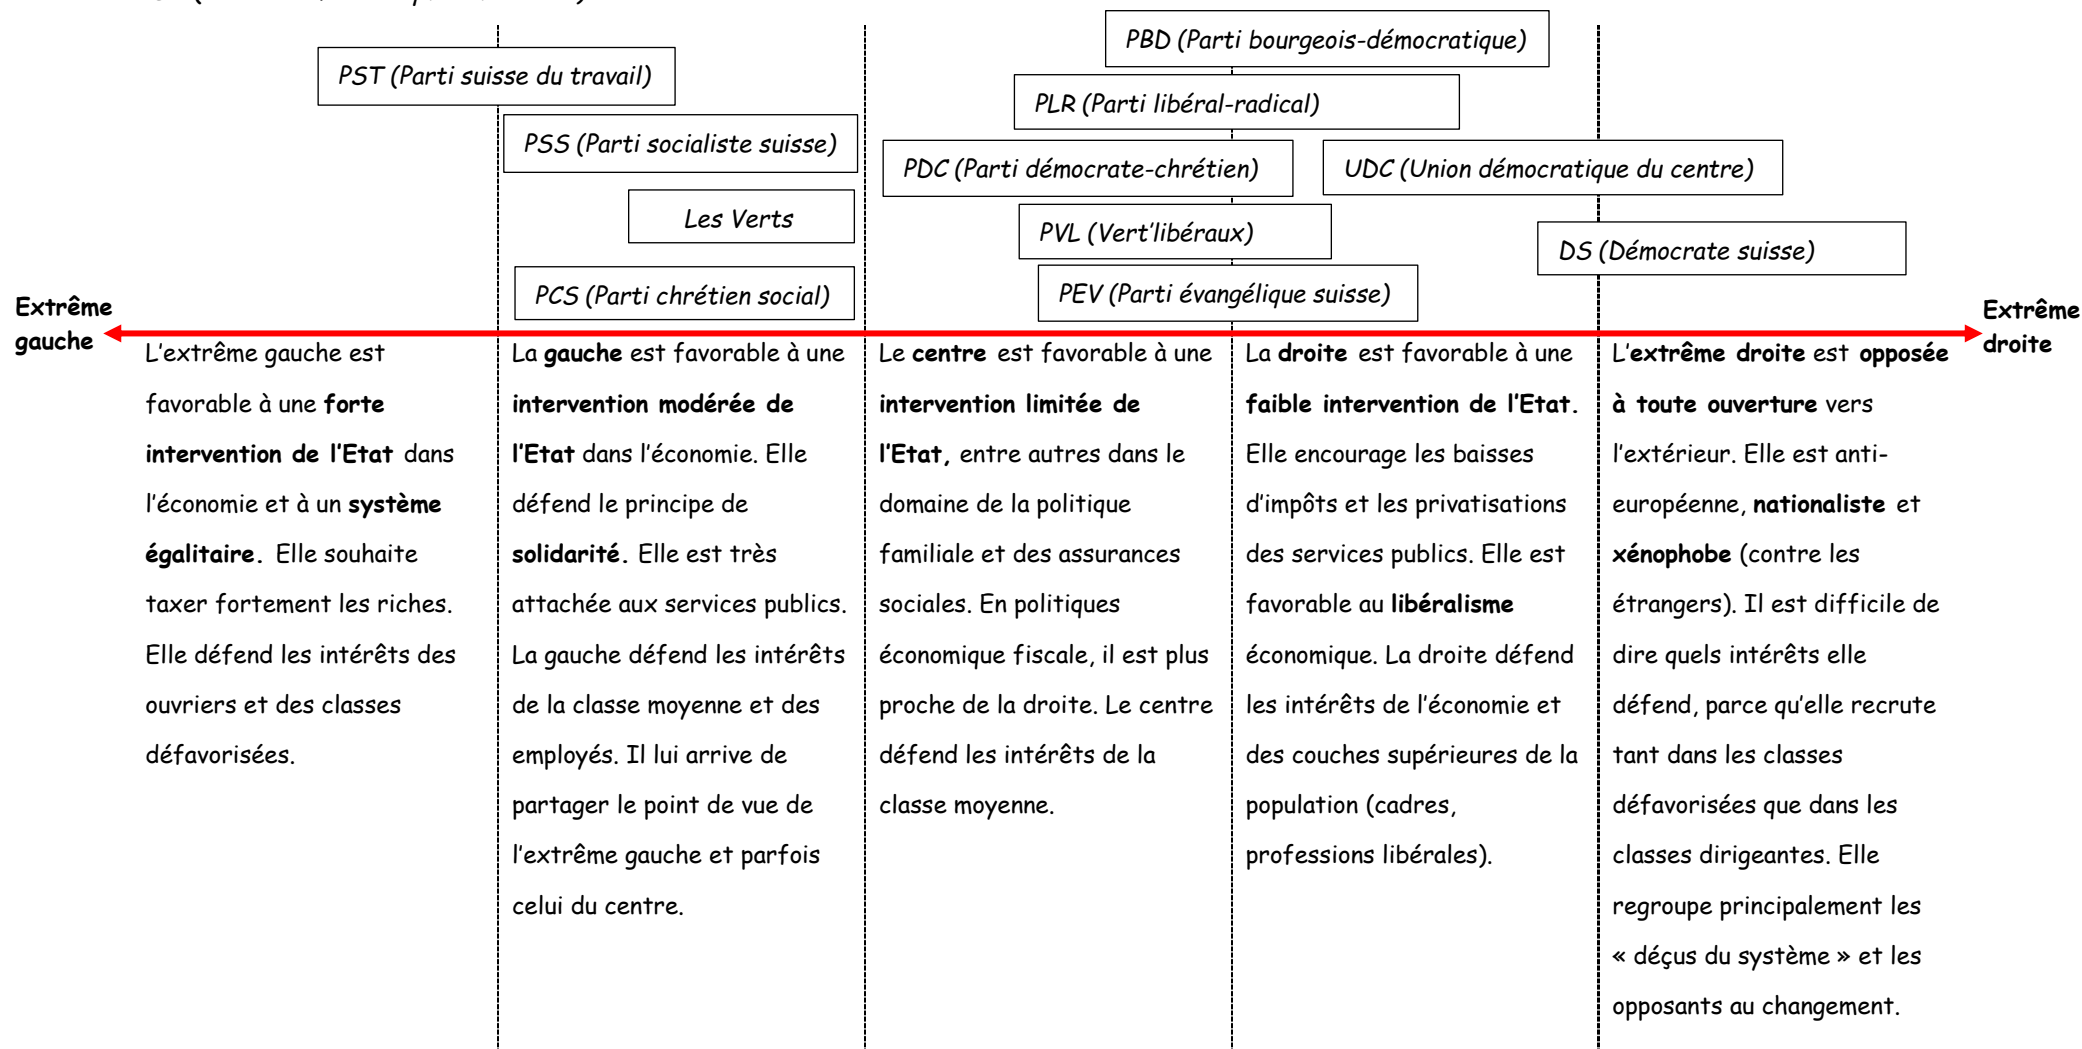 PBD (Parti bourgeois-démocratique)
PST (Parti suisse du travail)
PLR (Parti libéral-radical)
PSS (Parti socialiste suisse)
PDC (Parti démocrate-chrétien)
UDC (Union démocratique du centre)
Les Verts
PVL (Vert'libéraux)
DS (Démocrate suisse)
PCS (Parti chrétien social)
PEV (Parti évangélique suisse)
Extrême
gauche
Extrême
droite
L'extrême gauche est
favorable à une forte
intervention de l'Etat dans
l'économie et à un système
égalitaire. Elle souhaite
taxer fortement les riches.
Elle défend les intérêts des
ouvriers et des classes
défavorisées.
La gauche est favorable à une
intervention modérée de
l'Etat dans l'économie. Elle
défend le principe de
solidarité. Elle est très
attachée aux services publics.
La gauche défend les intérêts
de la classe moyenne et des
employés. Il lui arrive de
partager le point de vue de
l'extrême gauche et parfois
celui du centre.
Le centre est favorable à une
intervention limitée de
l'Etat, entre autres dans le
domaine de la politique
familiale et des assurances
sociales. En politiques
économique fiscale, il est plus
proche de la droite. Le centre
défend les intérêts de la
classe moyenne.
La droite est favorable à une
faible intervention de l'Etat.
Elle encourage les baisses
d'impôts et les privatisations
des services publics. Elle est
favorable au libéralisme
économique. La droite défend
les intérêts de l'économie et
des couches supérieures de la
population (cadres,
professions libérales).
L'extrême droite est opposée
à toute ouverture vers
l'extérieur. Elle est anti-
européenne, nationaliste et
xénophobe (contre les
étrangers). Il est difficile de
dire quels intérêts elle
défend, parce qu'elle recrute
tant dans les classes
défavorisées que dans les
classes dirigeantes. Elle
regroupe principalement les
« déçus du système » et les
opposants au changement.